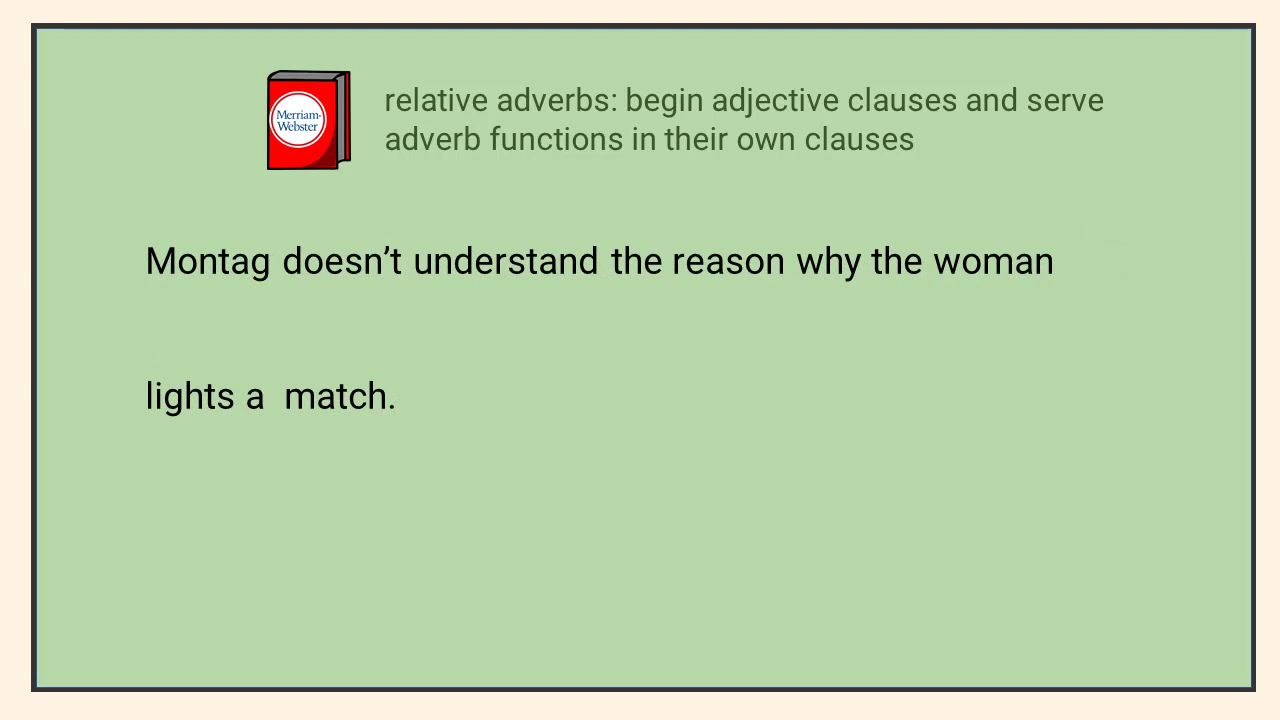 Merriam-
Webster
relative adverbs: begin adjective clauses and serve
adverb functions in their own clauses
Montag doesn’t understand the reason why the woman
lights a  match.